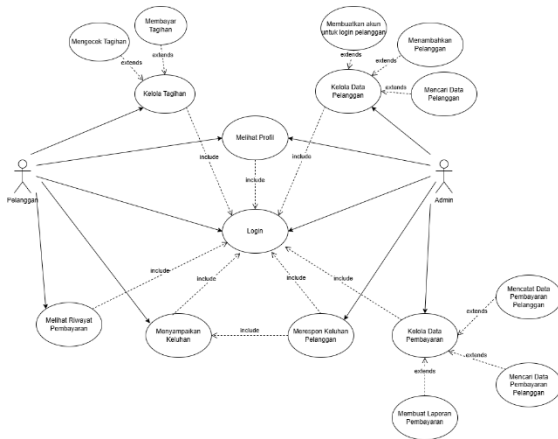 Membayar
Tagihan
Mengecek Tagihan
extends
extends
Kelola Tagihan
Membuatkan akun
untuk login pelanggan
Menambahkan
Pelanggan
extends
extends
Kelola Data
Pelanggan
extends
Mencari Data
Pelanggan
Melihat Profil
include
include
include
Pelanggan
Admin
Login
include
include
include
include
Melihat Riwayat
Pembayaran
Menyampaikan
Keluhan
include
Merespon Keluhan
Pelanggan
Kelola Data
Pembayaran
Mencatat Data
Pembayaran
Pelanggan
extends
extends
extends
Mencari Data
Pembayaran
Pelanggan
Membuat Laporan
Pembayaran